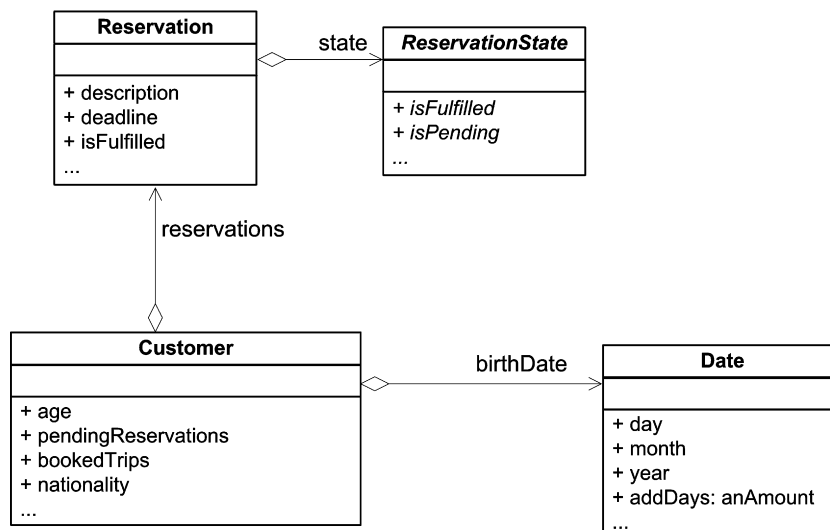 Reservation
+ description
+ deadline
+ isFulfilled
...
state
ReservationState
+ isFulfilled
+ isPending
...
reservations
Customer
+ age
+ pendingReservations
+ bookedTrips
+ nationality
...
birthDate
Date
+ day
+ month
+ year
+ addDays: anAmount
...